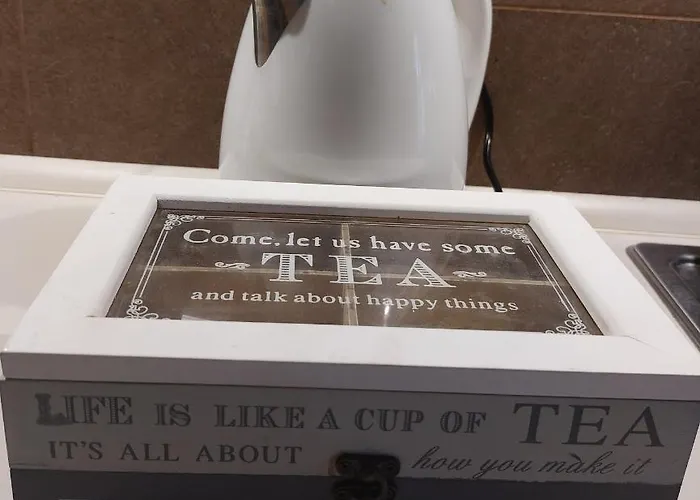 Come, let us have some
TEA
and talk about happy things
LIFE IS LIKE A CUP OF TEA
IT'S ALL ABOUT how you make it